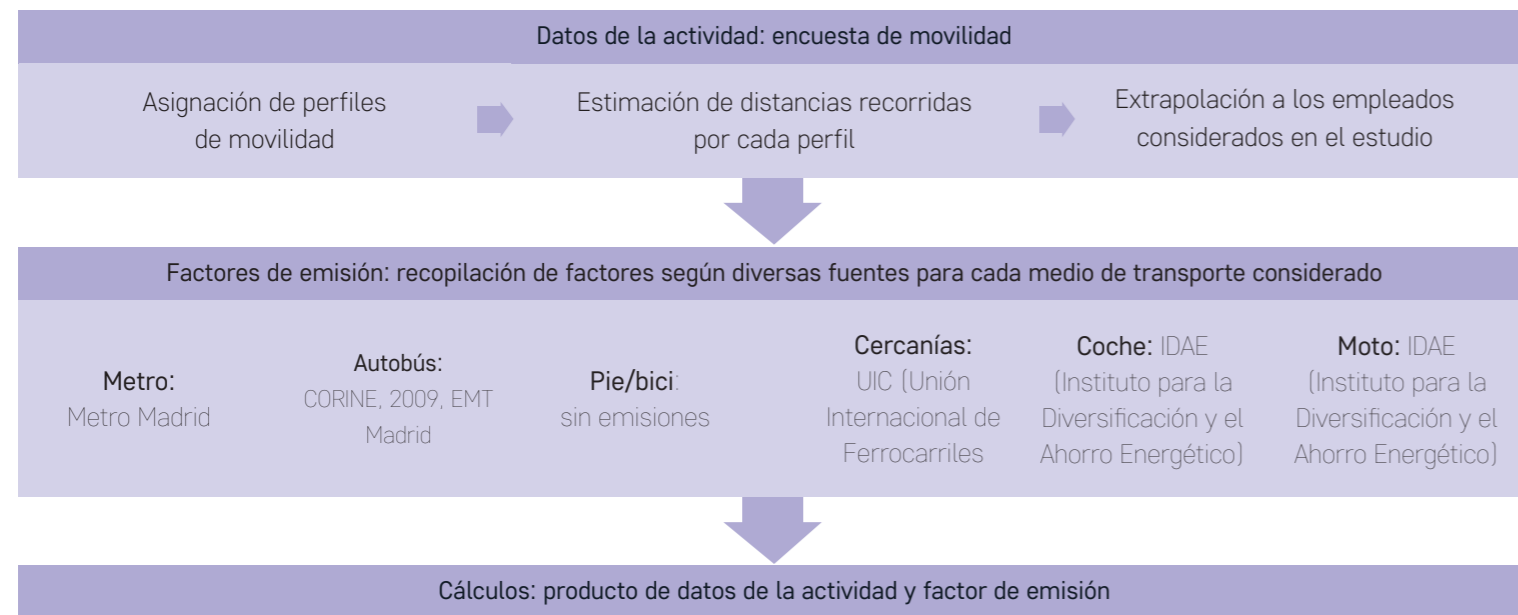 Datos de la actividad: encuesta de movilidad
Asignación de perfiles
de movilidad
Estimación de distancias recorridas
por cada perfil
Extrapolación a los empleados
considerados en el estudio
Factores de emisión: recopilación de factores según diversas fuentes para cada medio de transporte considerado
Metro:
Metro Madrid
Autobús:
CORINE, 2009, EMT
Madrid
Pie/bici:
sin emisiones
Cercanías:
UIC (Unión
Internacional de
Ferrocarriles
Coche: IDAE
(Instituto para la
Diversificación y el
Ahorro Energético)
Moto: IDAE
(Instituto para la
Diversificación y el
Ahorro Energético)
Cálculos: producto de datos de la actividad y factor de emisión